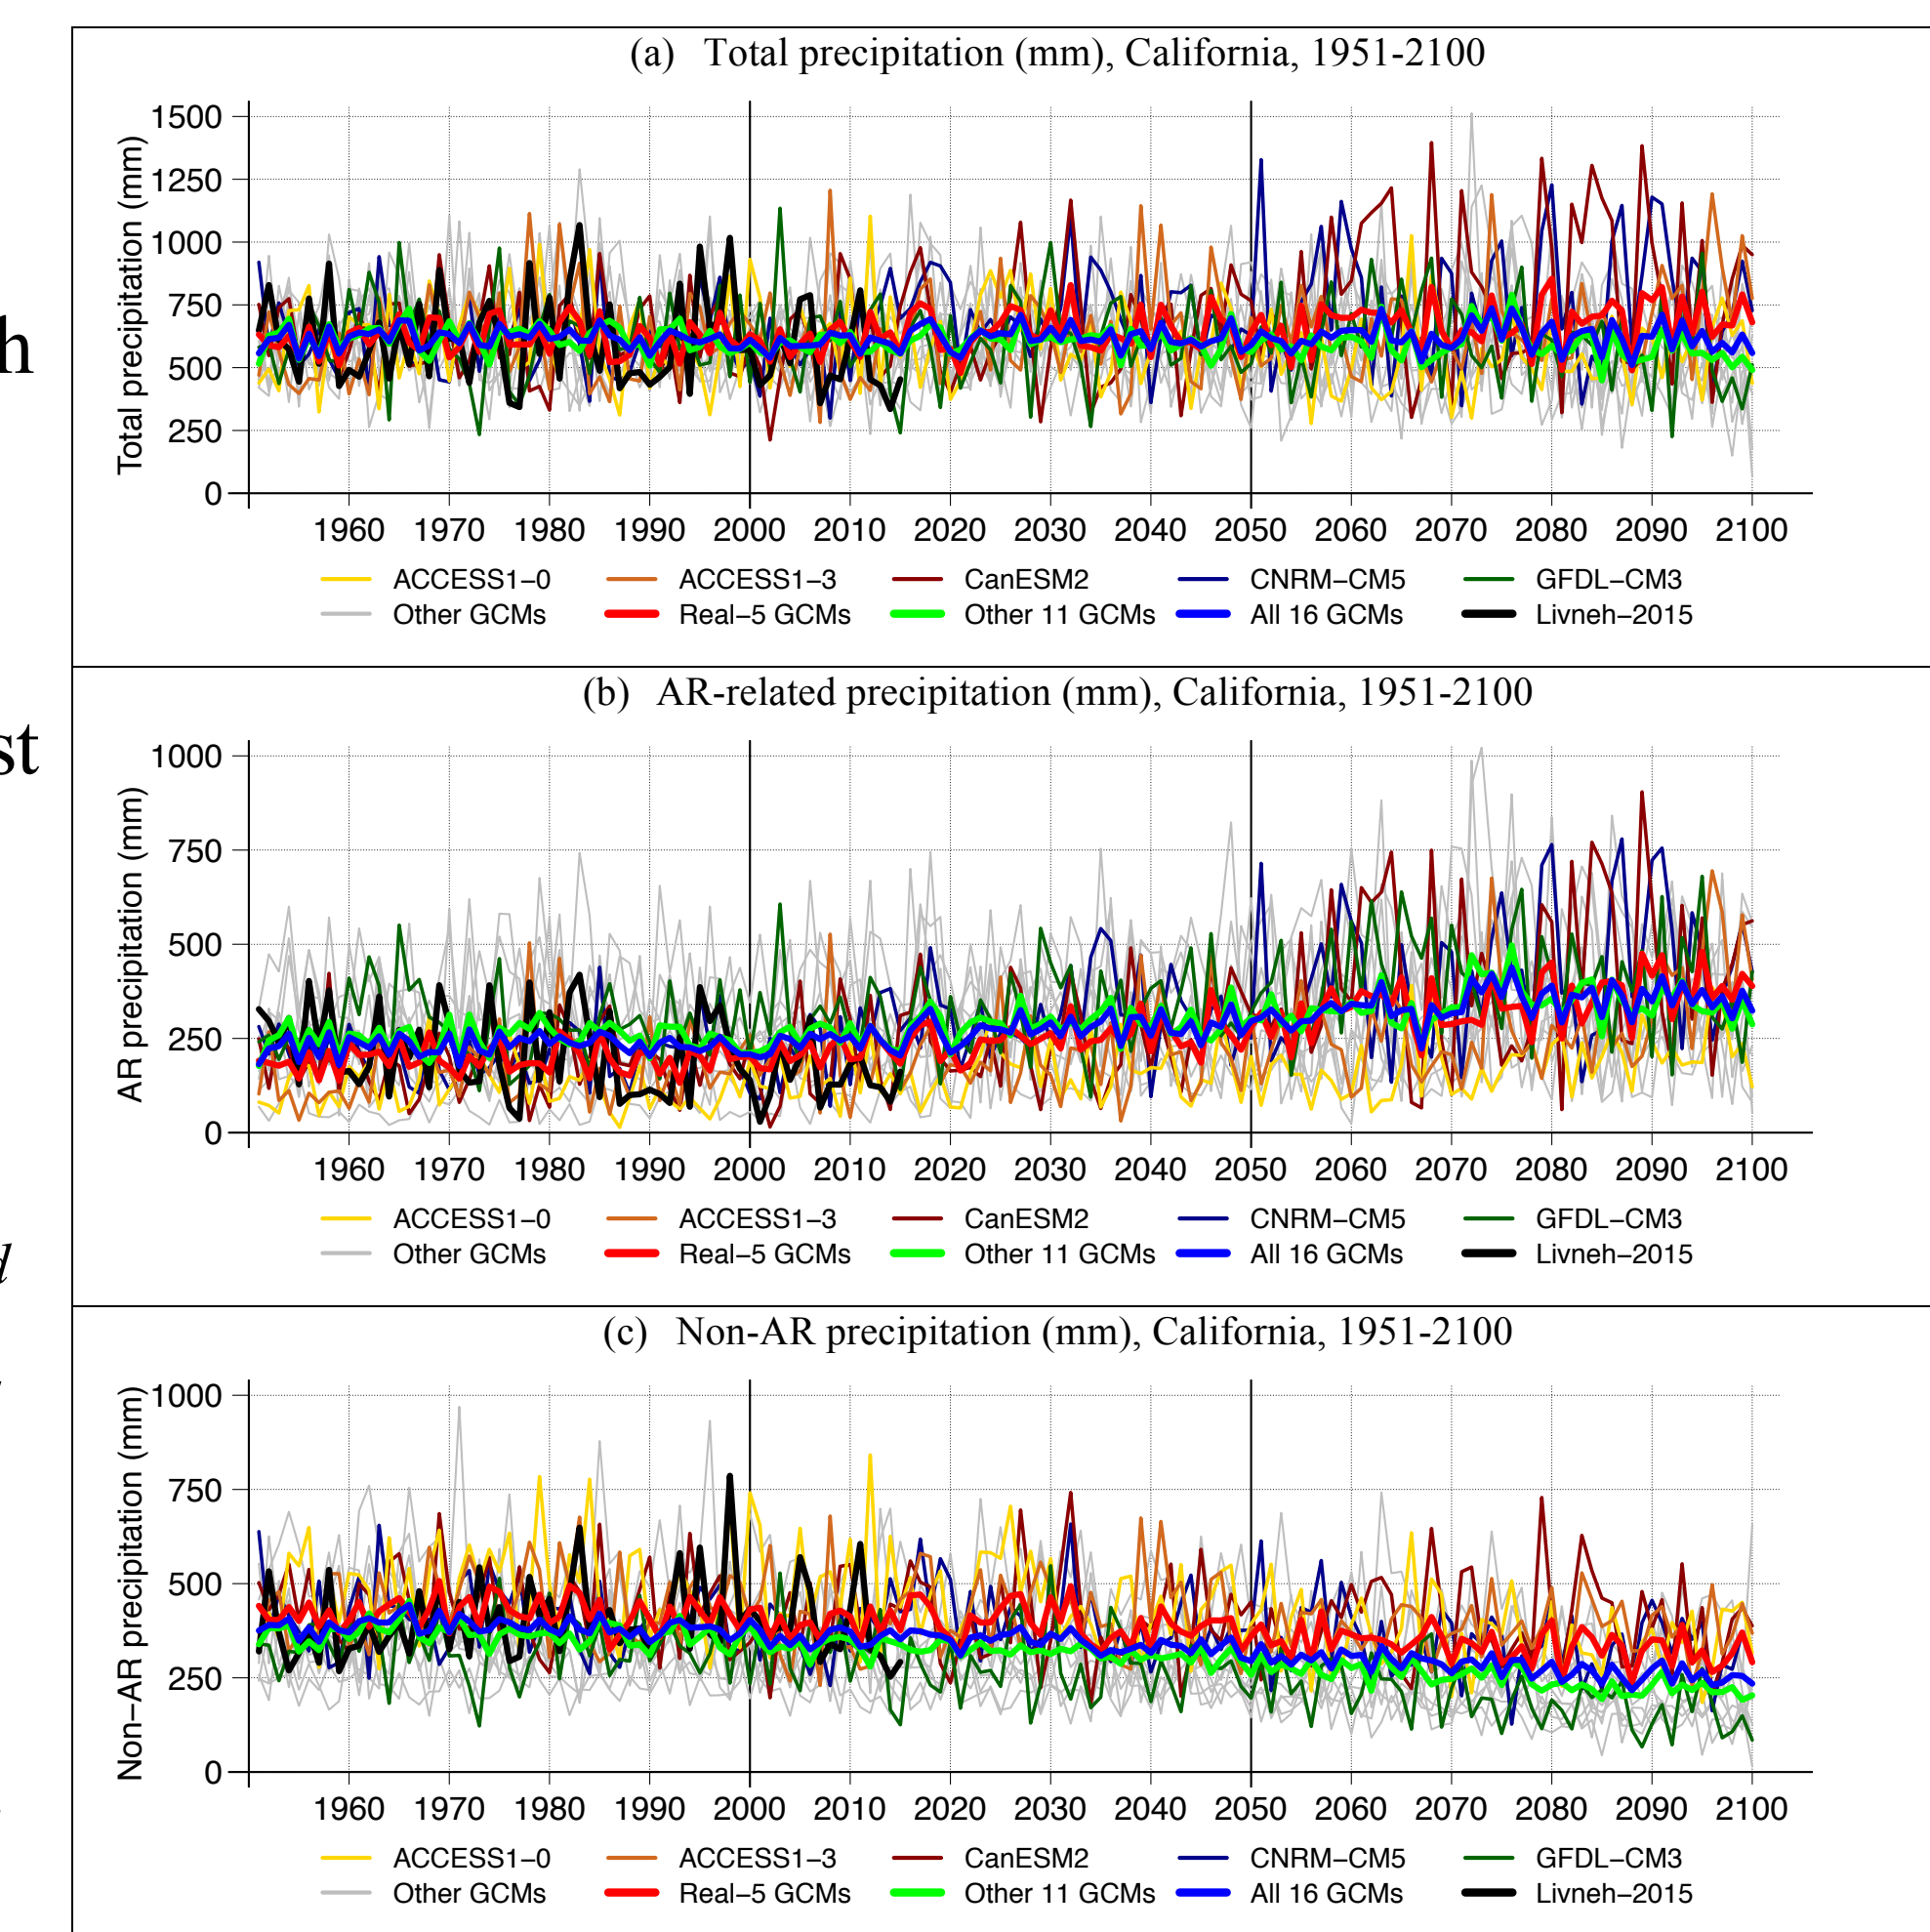 h
st
d
(a) Total precipitation (mm), California, 1951-2100
Total precipitation (mm)
1500
1250
1000
750
500
250
0
1960 1970 1980 1990 2000 2010 2020 2030 2040 2050 2060 2070 2080 2090 2100
ACCESS1−0 ACCESS1−3 CanESM2 CNRM−CM5 GFDL−CM3
Other GCMs Real−5 GCMs Other 11 GCMs All 16 GCMs Livneh−2015
(b) AR-related precipitation (mm), California, 1951-2100
AR precipitation (mm)
1000
750
500
250
0
1960 1970 1980 1990 2000 2010 2020 2030 2040 2050 2060 2070 2080 2090 2100
ACCESS1−0 ACCESS1−3 CanESM2 CNRM−CM5 GFDL−CM3
Other GCMs Real−5 GCMs Other 11 GCMs All 16 GCMs Livneh−2015
(c) Non-AR precipitation (mm), California, 1951-2100
Non−AR precipitation (mm)
1000
750
500
250
0
1960 1970 1980 1990 2000 2010 2020 2030 2040 2050 2060 2070 2080 2090 2100
ACCESS1−0 ACCESS1−3 CanESM2 CNRM−CM5 GFDL−CM3
Other GCMs Real−5 GCMs Other 11 GCMs All 16 GCMs Livneh−2015